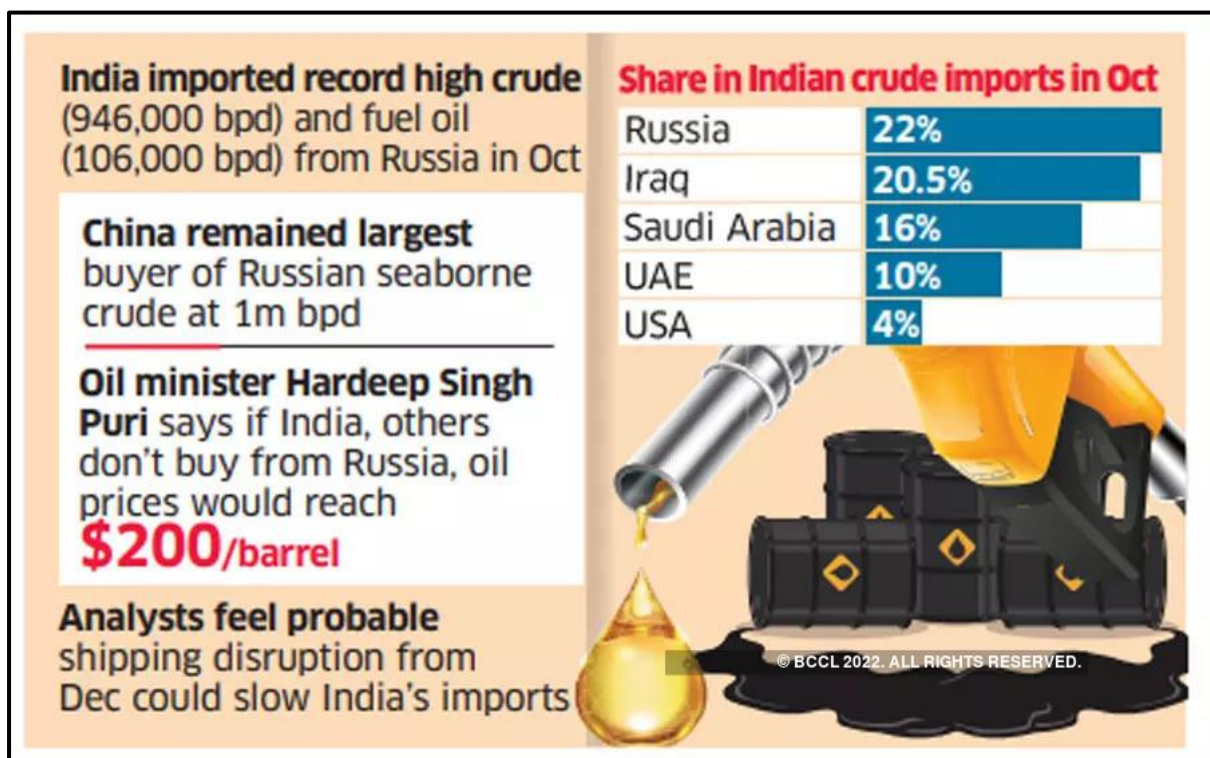 India imported record high crude
(946,000 bpd) and fuel oil
(106,000 bpd) from Russia in Oct
China remained largest
buyer of Russian seaborne
crude at 1m bpd
Oil minister Hardeep Singh
Puri says if India, others
don't buy from Russia, oil
prices would reach
$200/barrel
Analysts feel probable
shipping disruption from
Dec could slow India's imports
Share in Indian crude imports in Oct
Russia 22%
Iraq 20.5%
Saudi Arabia 16%
UAE 10%
USA 4%
© BCCL 2022. ALL RIGHTS RESERVED.